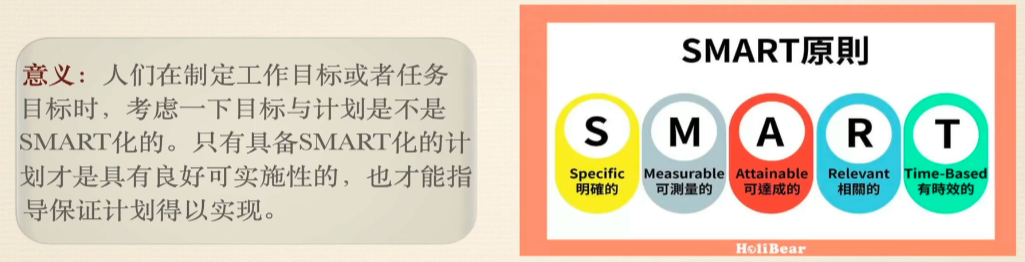 意义：人们在制定工作目标或者任务
目标时，考虑一下目标与计划是不是
SMART化的。只有具备SMART化的计
划才是具有良好可实施性的，也才能指
导保证计划得以实现。
SMART原則
S
M
A
R
T
Specific
明確的
Measurable
可測量的
Attainable
可達成的
Relevant
相關的
Time-Based
有時效的
HoliBear